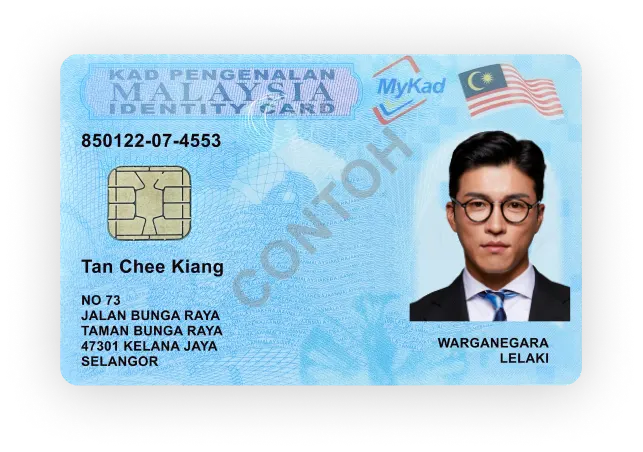 KAD PENGENALAN
MALAYSIA
IDENTITY CARD
MyKad
850122-07-4553
CONTOH
Tan Chee Kiang
NO 73
JALAN BUNGA RAYA
TAMAN BUNGA RAYA
47301 KELANA JAYA
SELANGOR
WARGANEGARA
LELAKI